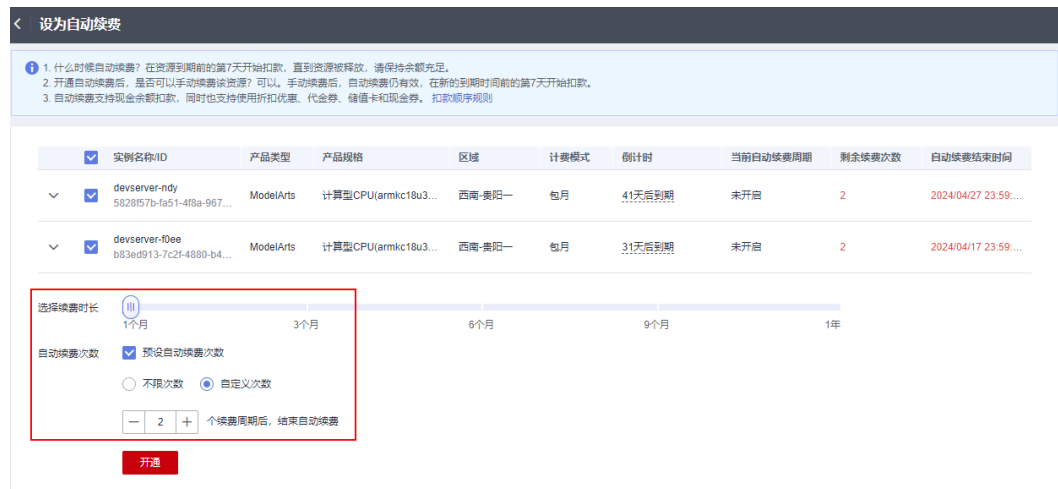 设为自动续费
1. 什么时候自动续费？在资源到期前的第7天开始扣款，直到资源被释放，请保持余额充足。
2. 开通自动续费后，是否可以手动续费该资源？可以。手动续费后，自动续费仍有效，在新的到期时间前的第7天开始扣款。
3. 自动续费支持现金余额扣款，同时也支持使用折扣优惠、代金券、储值卡和现金券。 扣款顺序规则
实例名称/ID 产品类型 产品规格 区域 计费模式 倒计时 当前自动续费周期 剩余续费次数 自动续费结束时间
devserver-ndy
5828f57b-fa51-4f8a-967... ModelArts 计算型CPU(armkc18u3... 西南-贵阳一 包月 41天后到期 未开启 2 2024/04/27 23:59:...
devserver-f0ee
b83ed913-7c2f-4880-b4... ModelArts 计算型CPU(armkc18u3... 西南-贵阳一 包月 31天后到期 未开启 2 2024/04/17 23:59:...
选择续费时长
1个月 3个月 6个月 9个月 1年
自动续费次数 预设自动续费次数
不限次数 自定义次数
2 个续费周期后，结束自动续费
开通